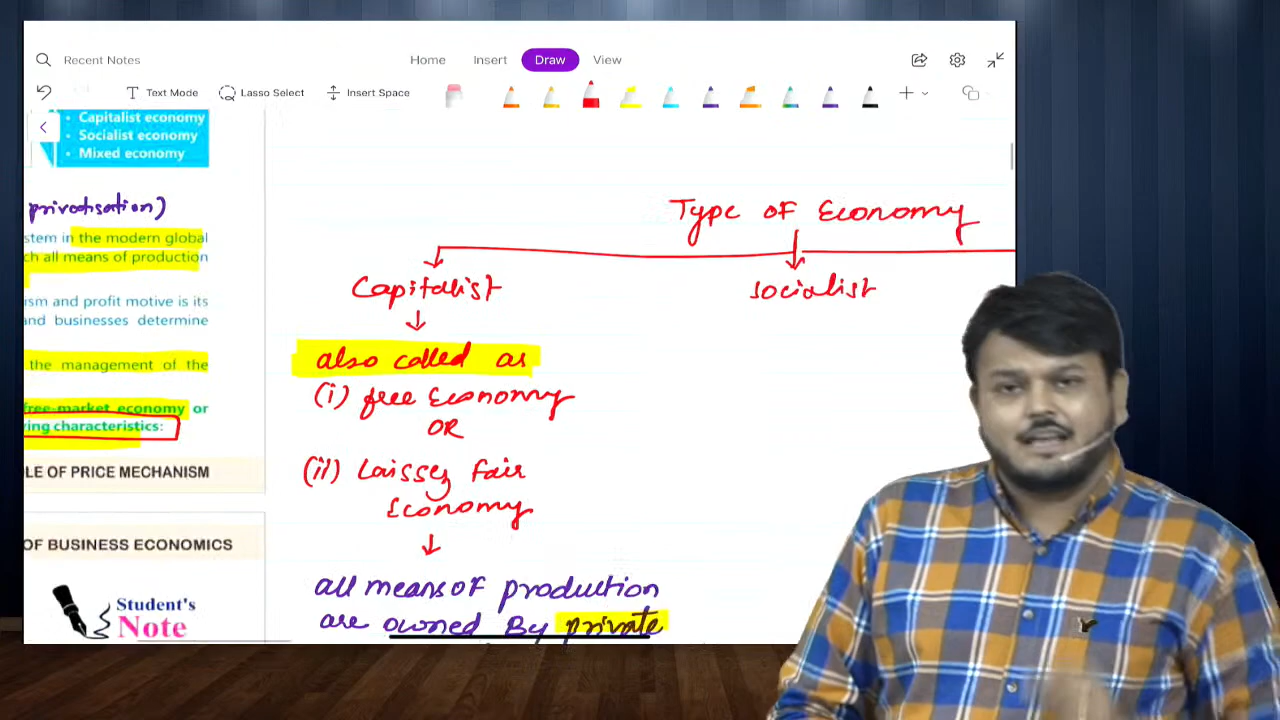 Recent Notes
Home Insert Draw View
Text Mode Lasso Select Insert Space
• Capitalist economy
• Socialist economy
• Mixed economy
privatisation)
stem in the modern global
ch all means of production
ism and profit motive is its
and businesses determine
the management of the
free-market economy or
ing characteristics:
LE OF PRICE MECHANISM
OF BUSINESS ECONOMICS
Student's
Note
Type of Economy
Capitalist
socialist
also called as
(i) free Economy
OR
(ii) Laissey fair
Economy
all means of production
are owned By private